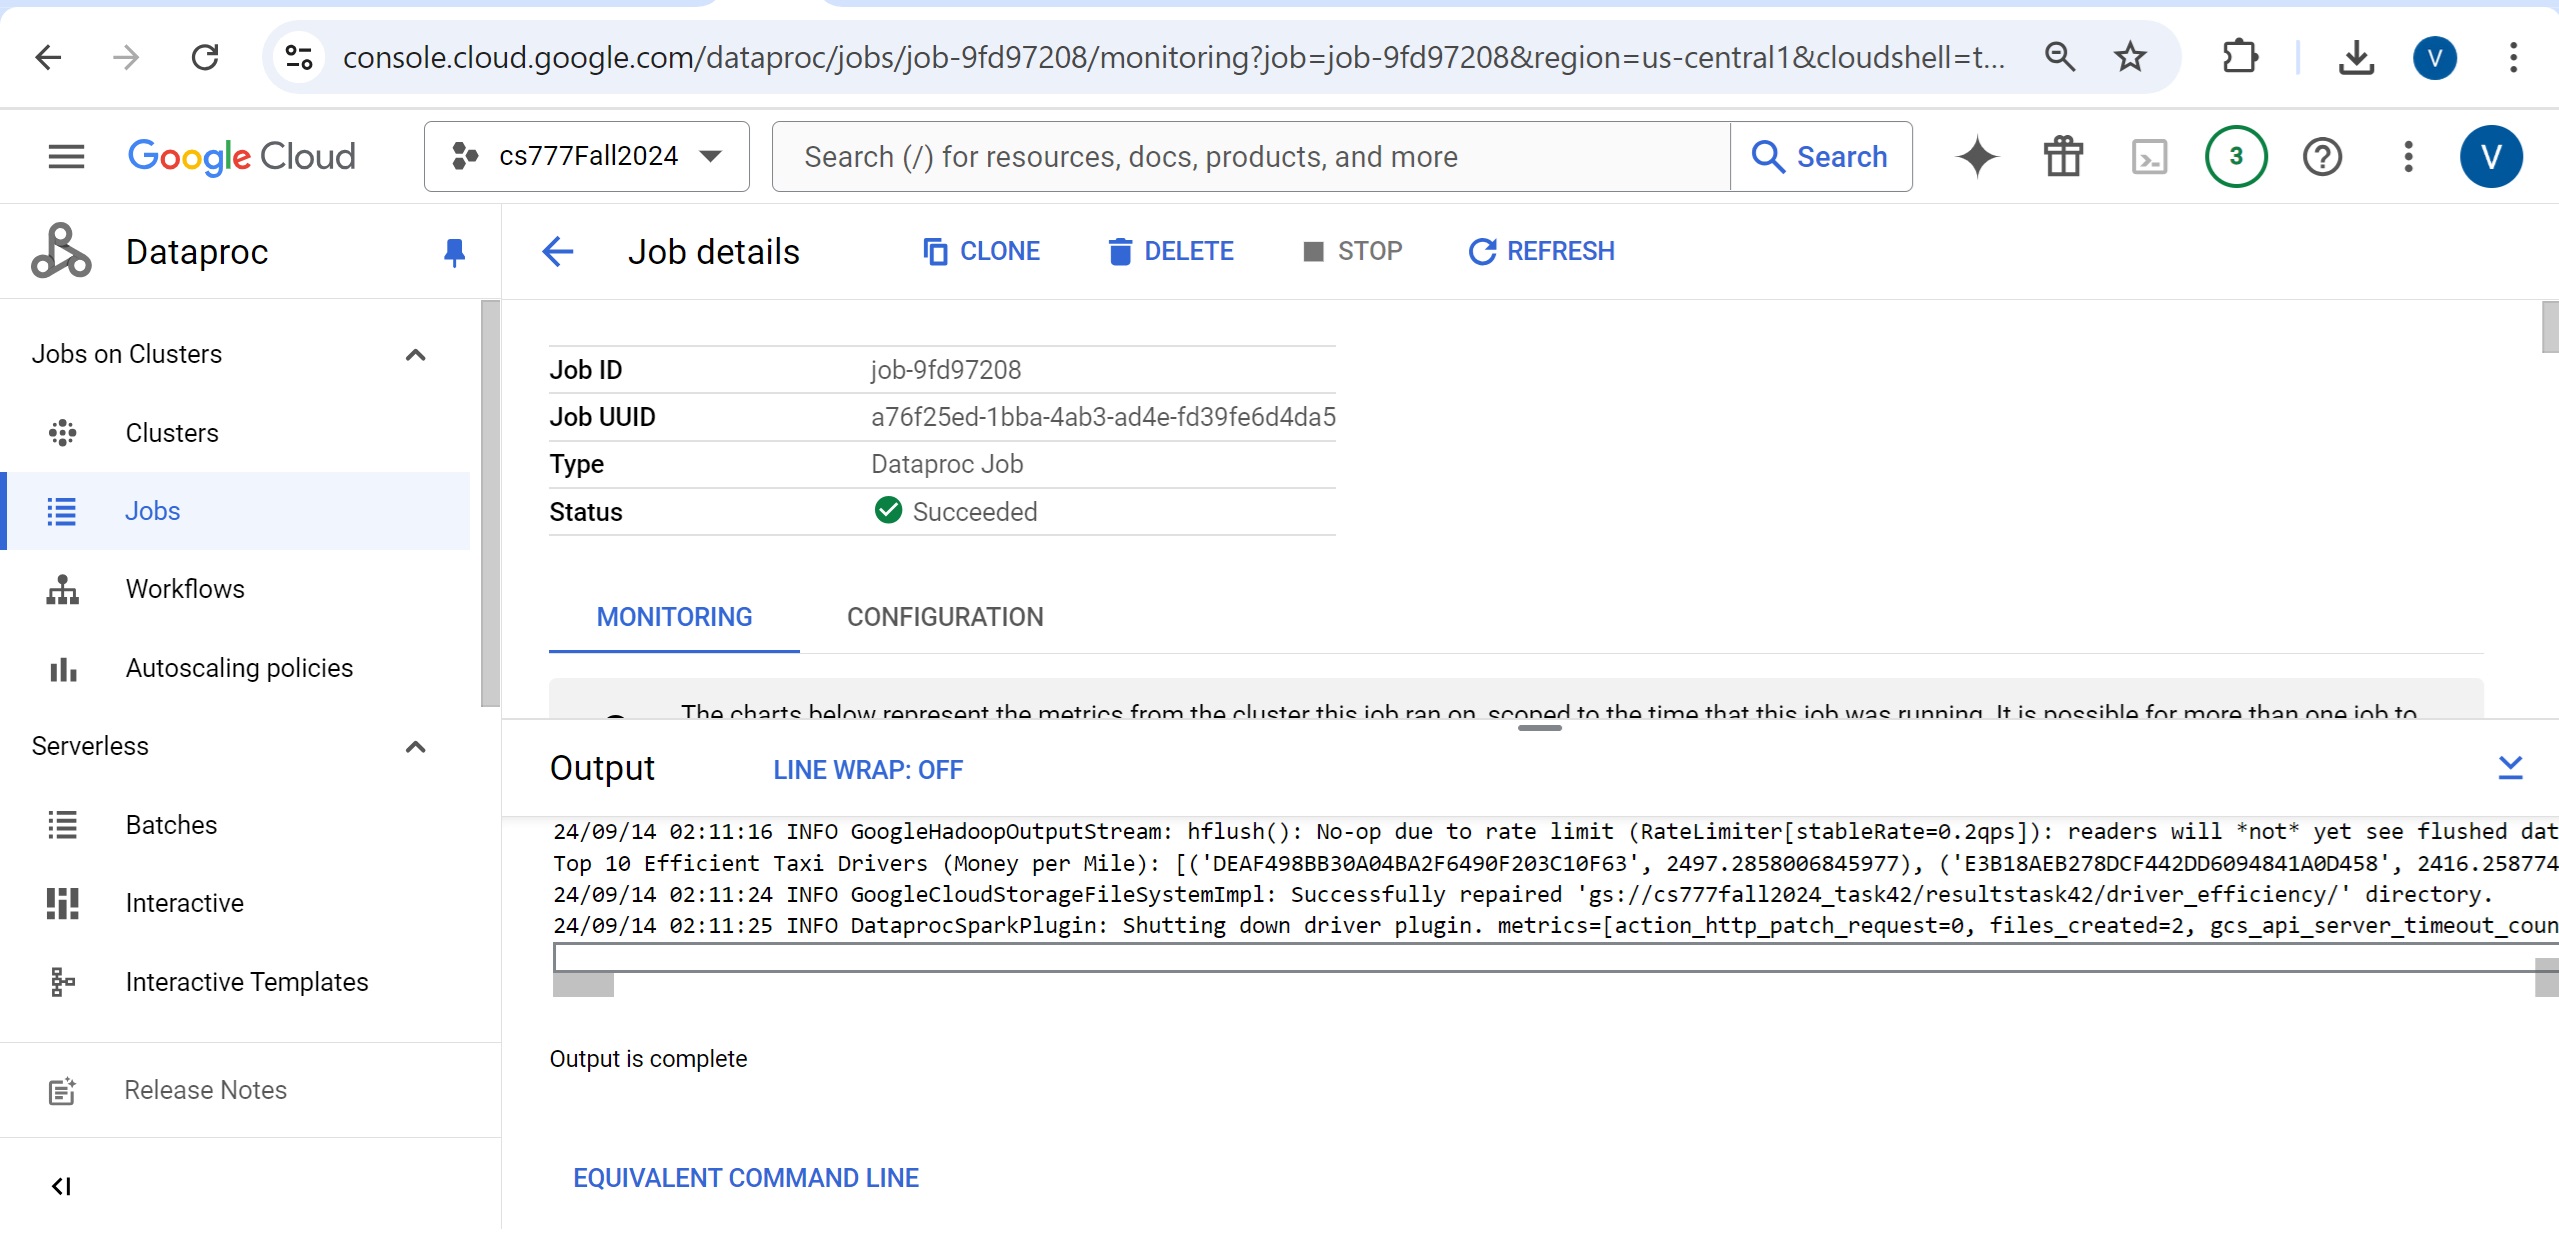 console.cloud.google.com/dataproc/jobs/job-9fd97208/monitoring?job=job-9fd97208&region=us-central1&cloudshell=t...
V
Google Cloud
cs777Fall2024
Search (/) for resources, docs, products, and more
Search
3
V
Dataproc
Job details
CLONE
DELETE
STOP
REFRESH
Jobs on Clusters
Clusters
Jobs
Workflows
Autoscaling policies
Serverless
Batches
Interactive
Interactive Templates
Release Notes
Job ID job-9fd97208
Job UUID a76f25ed-1bba-4ab3-ad4e-fd39fe6d4da5
Type Dataproc Job
Status Succeeded
MONITORING
CONFIGURATION
The charts below represent the metrics from the cluster this job ran on, scoped to the time that this job was running. It is possible for more than one job to
Output
LINE WRAP: OFF
24/09/14 02:11:16 INFO GoogleHadoopOutputStream: hflush(): No-op due to rate limit (RateLimiter[stableRate=0.2qps]): readers will *not* yet see flushed dat
Top 10 Efficient Taxi Drivers (Money per Mile): [('DEAF498BB30A04BA2F6490F203C10F63', 2497.2858006845977), ('E3B18AEB278DCF442DD6094841A0D458', 2416.258774
24/09/14 02:11:24 INFO GoogleCloudStorageFileSystemImpl: Successfully repaired 'gs://cs777fall2024_task42/resultstask42/driver_efficiency/' directory.
24/09/14 02:11:25 INFO DataprocSparkPlugin: Shutting down driver plugin. metrics=[action_http_patch_request=0, files_created=2, gcs_api_server_timeout_coun
Output is complete
EQUIVALENT COMMAND LINE